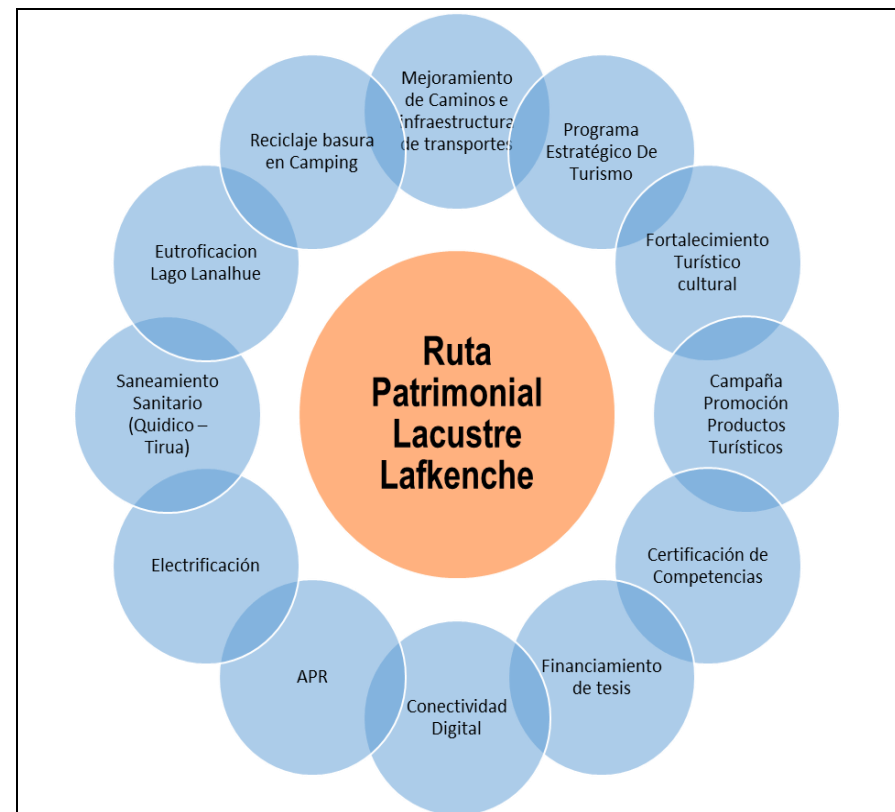 Mejoramiento
de Caminos e
infraestructura
de transportes
Programa
Estratégico De
Turismo
Fortalecimiento
Turístico
cultural
Campaña
Promoción
Productos
Turísticos
Certificación de
Competencias
Financiamiento
de tesis
Conectividad
Digital
APR
Electrificación
Saneamiento
Sanitario
(Quidico –
Tirua)
Eutroficacion
Lago Lanalhue
Reciclaje basura
en Camping
Ruta
Patrimonial
Lacustre
Lafkenche